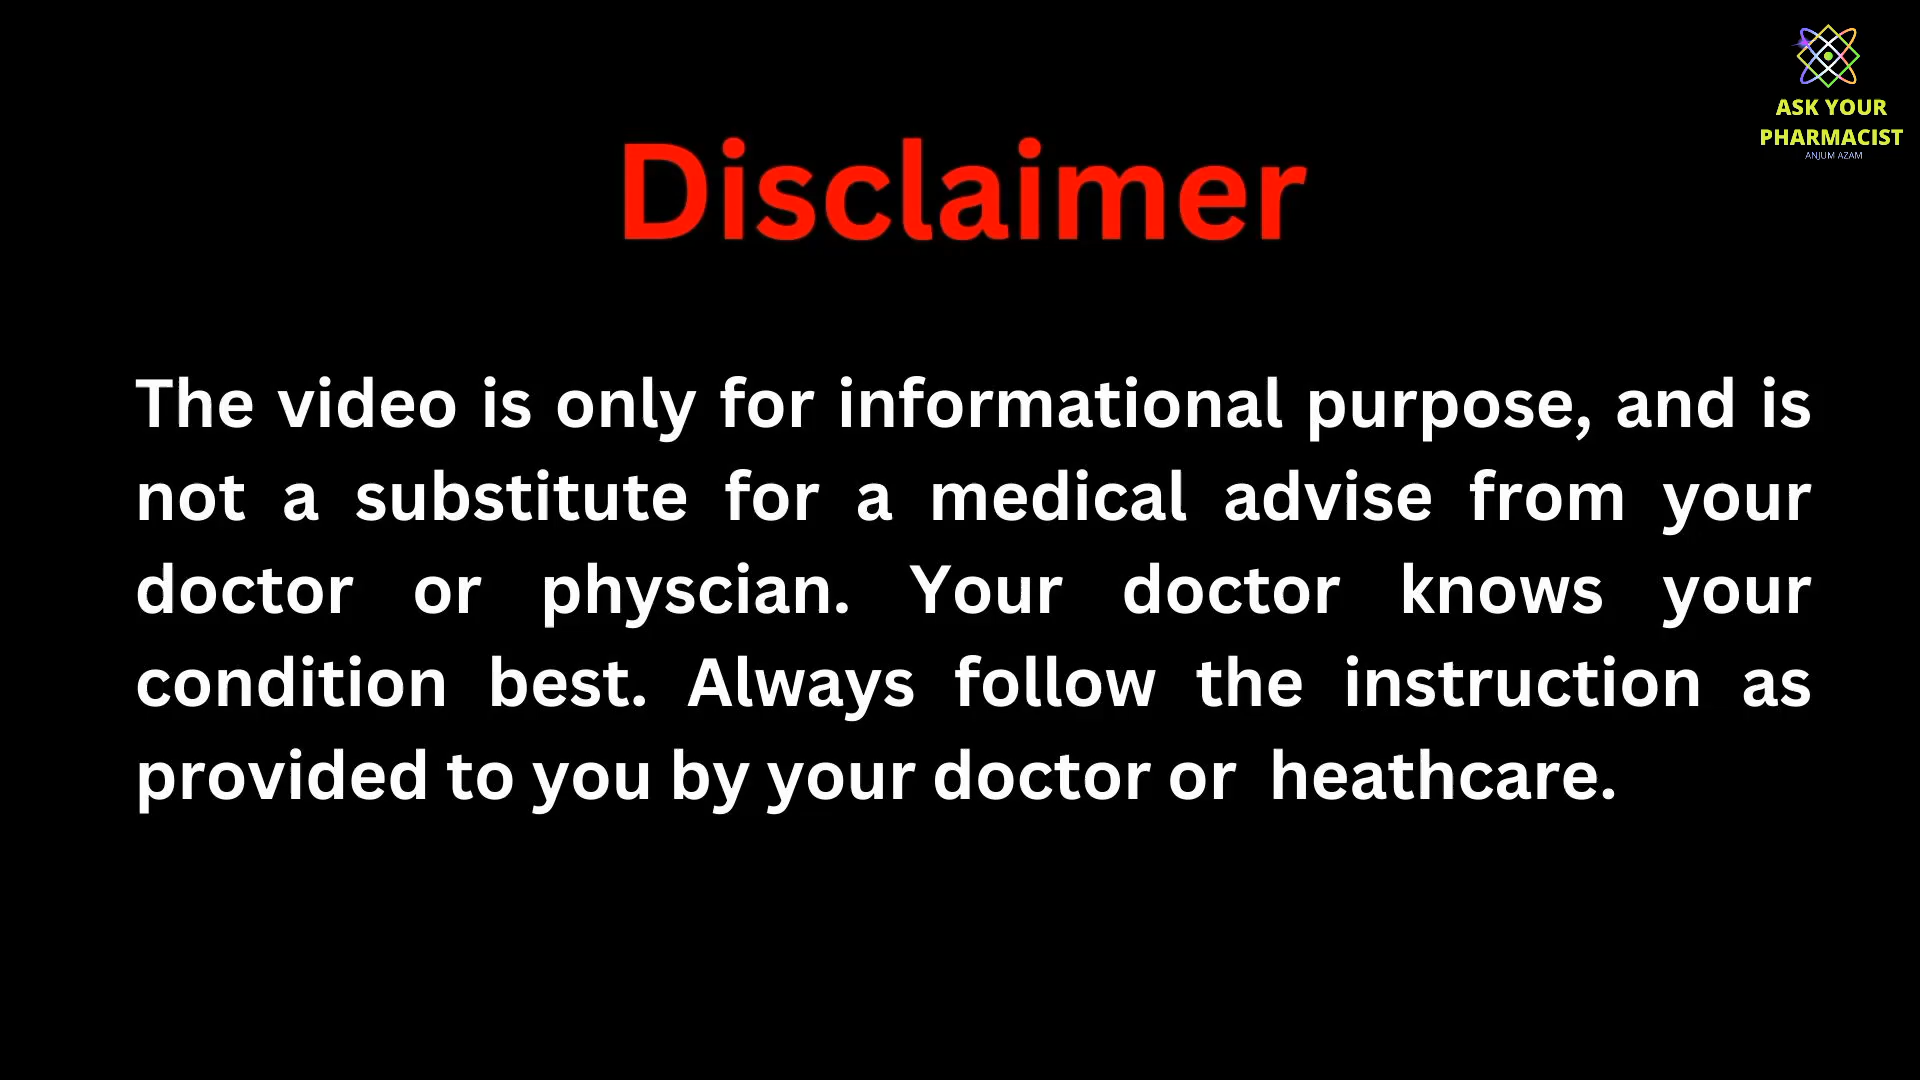 ASK YOUR
PHARMACIST
ANJUM AZAM
Disclaimer
The video is only for informational purpose, and is
not a substitute for a medical advise from your
doctor or physcian. Your doctor knows your
condition best. Always follow the instruction as
provided to you by your doctor or heathcare.